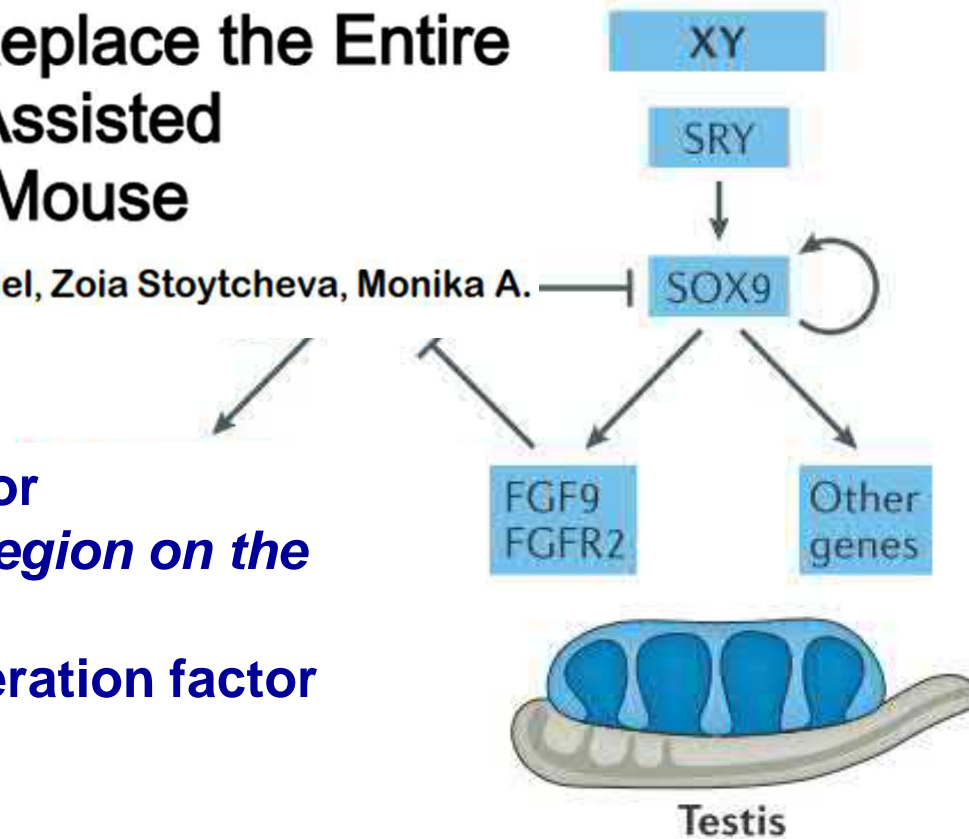 eplace the Entire
Assisted
Mouse
el, Zoia Stoytcheva, Monika A.
or
egion on the
eration factor
XY
SRY
SOX9
FGF9
FGFR2
Other
genes
Testis